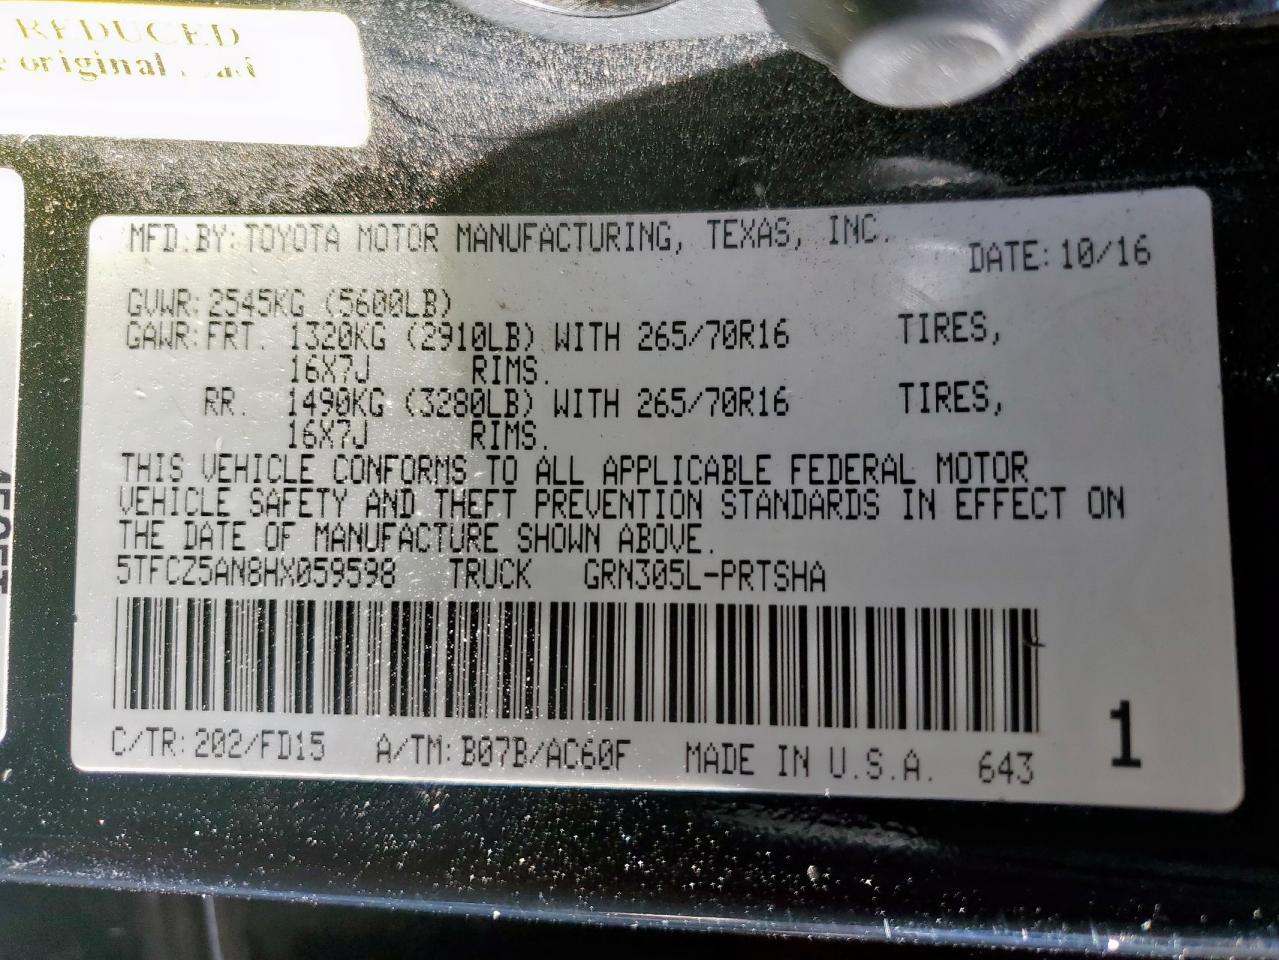 REDUCED
original
MFD.BY:TOYOTA MOTOR MANUFACTURING, TEXAS, INC.
DATE:10/16
GVWR:2545KG (5600LB)
GAWR:FRT. 1320KG (2910LB) WITH 265/70R16 TIRES,
16X7J RIMS.
RR. 1490KG (3280LB) WITH 265/70R16 TIRES,
16X7J RIMS.
THIS VEHICLE CONFORMS TO ALL APPLICABLE FEDERAL MOTOR
VEHICLE SAFETY AND THEFT PREVENTION STANDARDS IN EFFECT ON
THE DATE OF MANUFACTURE SHOWN ABOVE.
5TFCZ5AN8HX059598 TRUCK GRN305L-PRTSHA
1
C/TR:202/FD15 A/TM:B07B/AC60F MADE IN U.S.A. 643